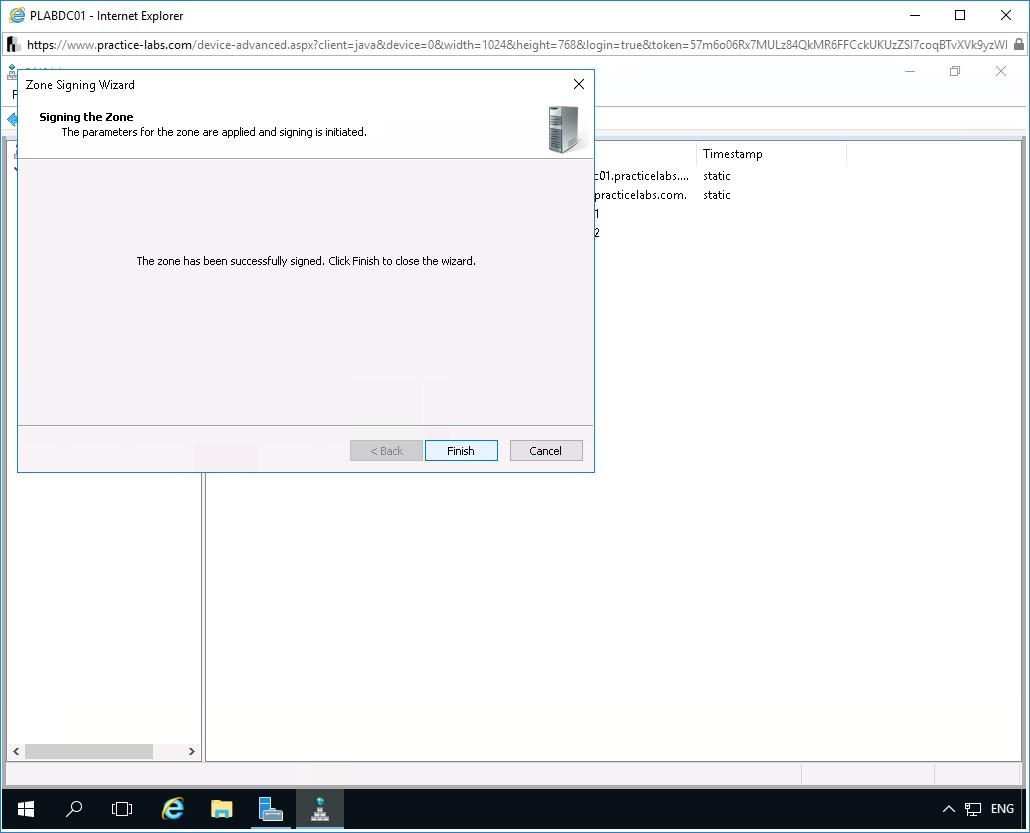 PLABDC01 - Internet Explorer
https://www.practice-labs.com/device-advanced.aspx?client=java&device=0&width=1024&height=768&login=true&token=57m6o06Rx7MULz84QkMR6FFCckUKUzZSI7coqBTvXVk9yzWl
Zone Signing Wizard
Signing the Zone
The parameters for the zone are applied and signing is initiated.
Timestamp
c01.practicelabs.... static
practicelabs.com. static
1
2
The zone has been successfully signed. Click Finish to close the wizard.
< Back Finish Cancel
ENG